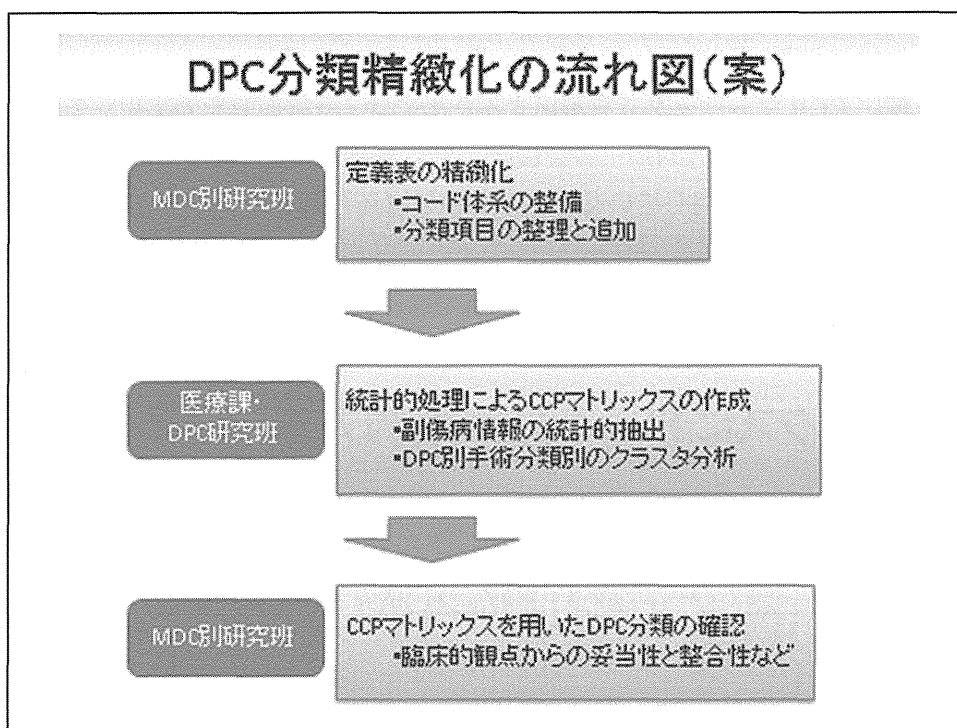 DPC分類精緻化の流れ図(案)
MDC別研究班
定義表の精緻化
•コード体系の整備
•分類項目の整理と追加
医療課・
DPC研究班
統計的処理によるCCPマトリックスの作成
•副傷病情報の統計的抽出
•DPC別手術分類別のクラスタ分析
MDC別研究班
CCPマトリックスを用いたDPC分類の確認
•臨床的観点からの妥当性と整合性など